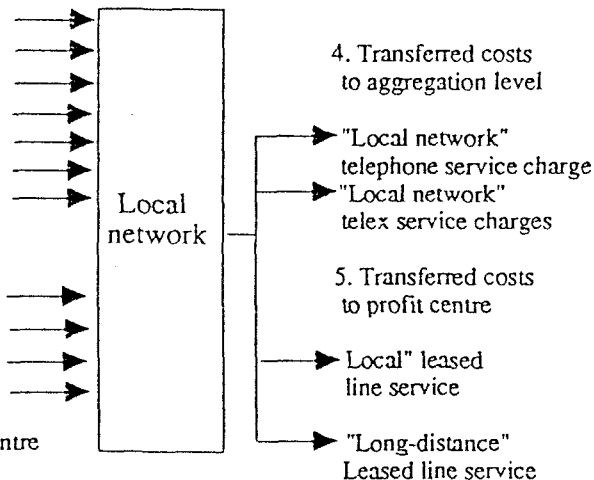 4. Transferred costs
to aggregation level
"Local network"
telephone service charge
"Local network"
telex service charges
Local
network
5. Transferred costs
to profit centre
Local" leased
line service
"Long-distance"
Leased line service
ntre